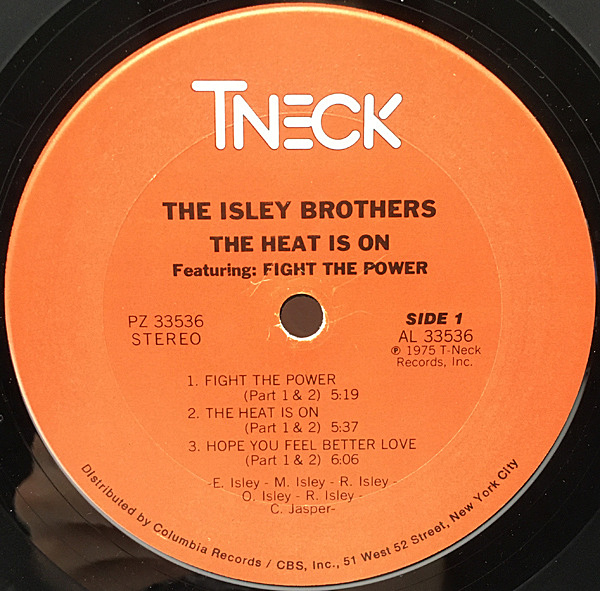 TNECK
THE ISLEY BROTHERS
THE HEAT IS ON
Featuring: FIGHT THE POWER
PZ 33536
STEREO
SIDE 1
AL 33536
℗ 1975 T-Neck
Records, Inc.
1. FIGHT THE POWER
(Part 1 & 2) 5:19
2. THE HEAT IS ON
(Part 1 & 2) 5:37
3. HOPE YOU FEEL BETTER LOVE
(Part 1 & 2) 6:06
-E. Isley - M. Isley - R. Isley -
O. Isley - R. Isley -
C. Jasper-
Distributed by Columbia Records / CBS, Inc., 51 West 52 Street, New York City